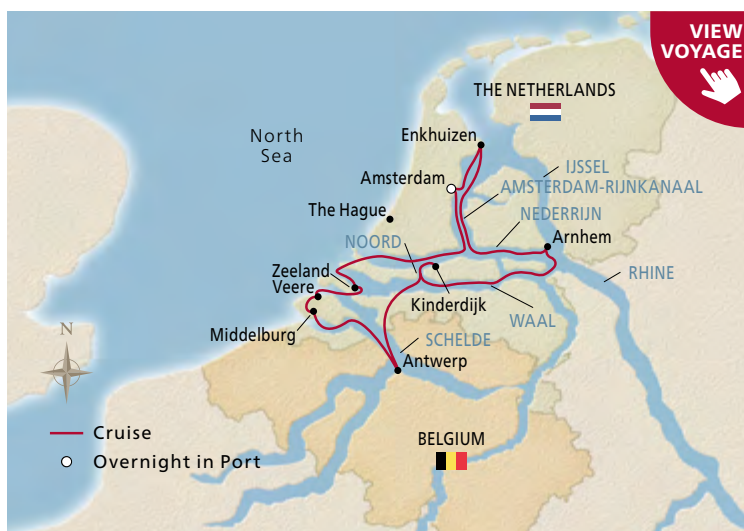 VIEW
VOYAGE
THE NETHERLANDS
North
Sea
Enkhuizen
IJSSEL
Amsterdam
AMSTERDAM-RIJNKANAAL
The Hague
NEDERRIJN
NOORD
Arnhem
Zeeland
RHINE
Veere
Kinderdijk
WAAL
Middelburg
N
SCHELDE
Antwerp
Cruise
BELGIUM
Overnight in Port